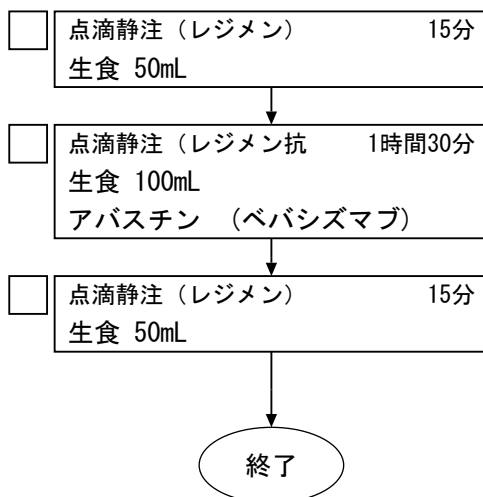 点滴静注（レジメン） 15分
生食 50mL
点滴静注（レジメン抗 1時間30分
生食 100mL
アバスチン （ベバシズマブ）
点滴静注（レジメン） 15分
生食 50mL
終了